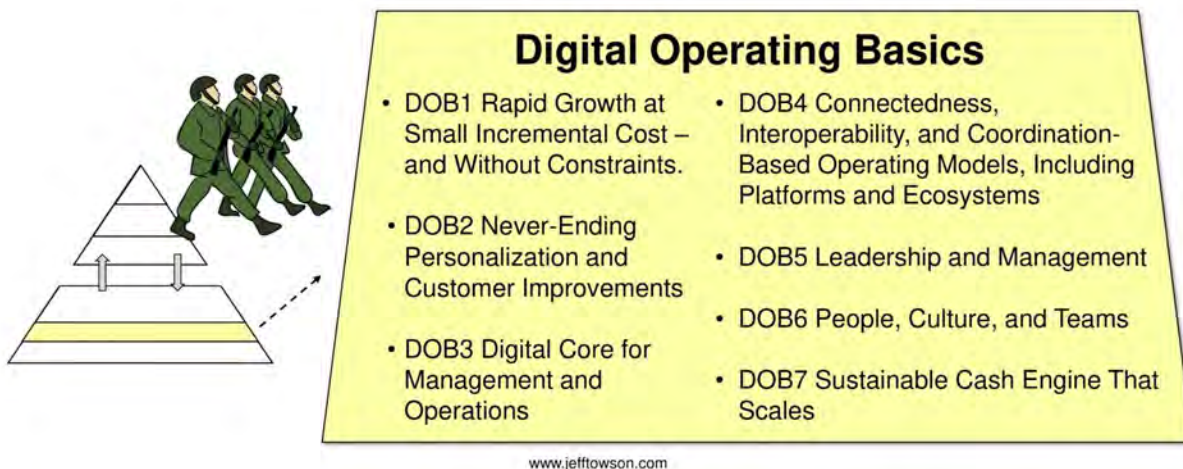 Digital Operating Basics
• DOB1 Rapid Growth at
Small Incremental Cost –
and Without Constraints.
• DOB2 Never-Ending
Personalization and
Customer Improvements
• DOB3 Digital Core for
Management and
Operations
• DOB4 Connectedness,
Interoperability, and Coordination-
Based Operating Models, Including
Platforms and Ecosystems
• DOB5 Leadership and Management
• DOB6 People, Culture, and Teams
• DOB7 Sustainable Cash Engine That
Scales
www.jefftowson.com